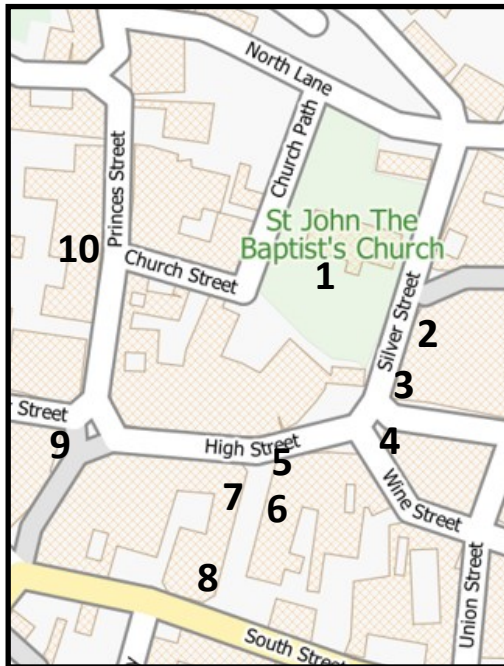 North Lane
Church Path
Princes Street
St John The
Baptist's Church
10
Church Street
1
Silver Street
2
3
Street
High Street
9
4
5
7
6
Wine Street
8
Union Street
South Street